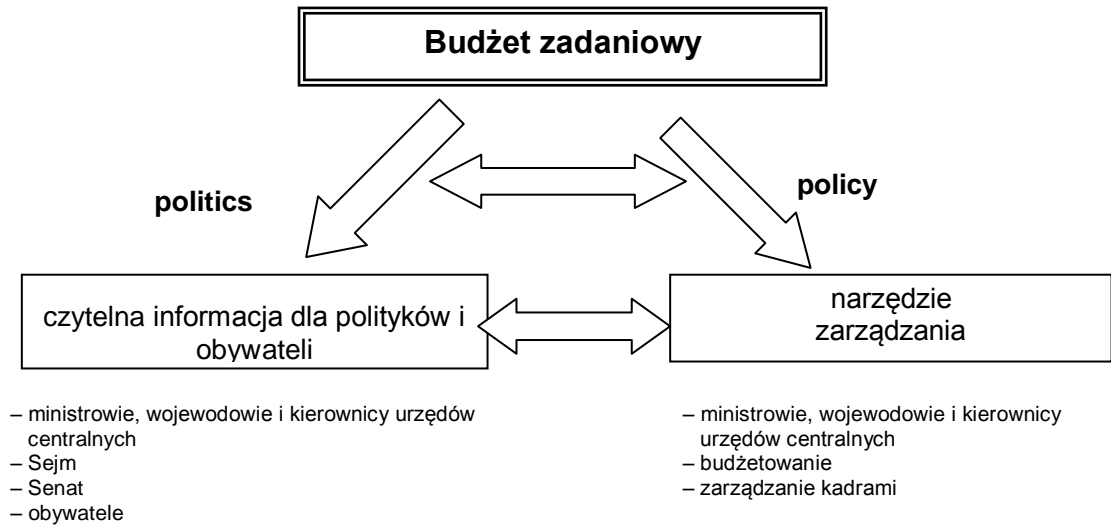 Budżet zadaniowy
politics
policy
czytelna informacja dla polityków i
obywateli
narzędzie
zarządzania
– ministrowie, wojewodowie i kierownicy urzędów
centralnych
– Sejm
– Senat
– obywatele
– ministrowie, wojewodowie i kierownicy
urzędów centralnych
– budżetowanie
– zarządzanie kadrami